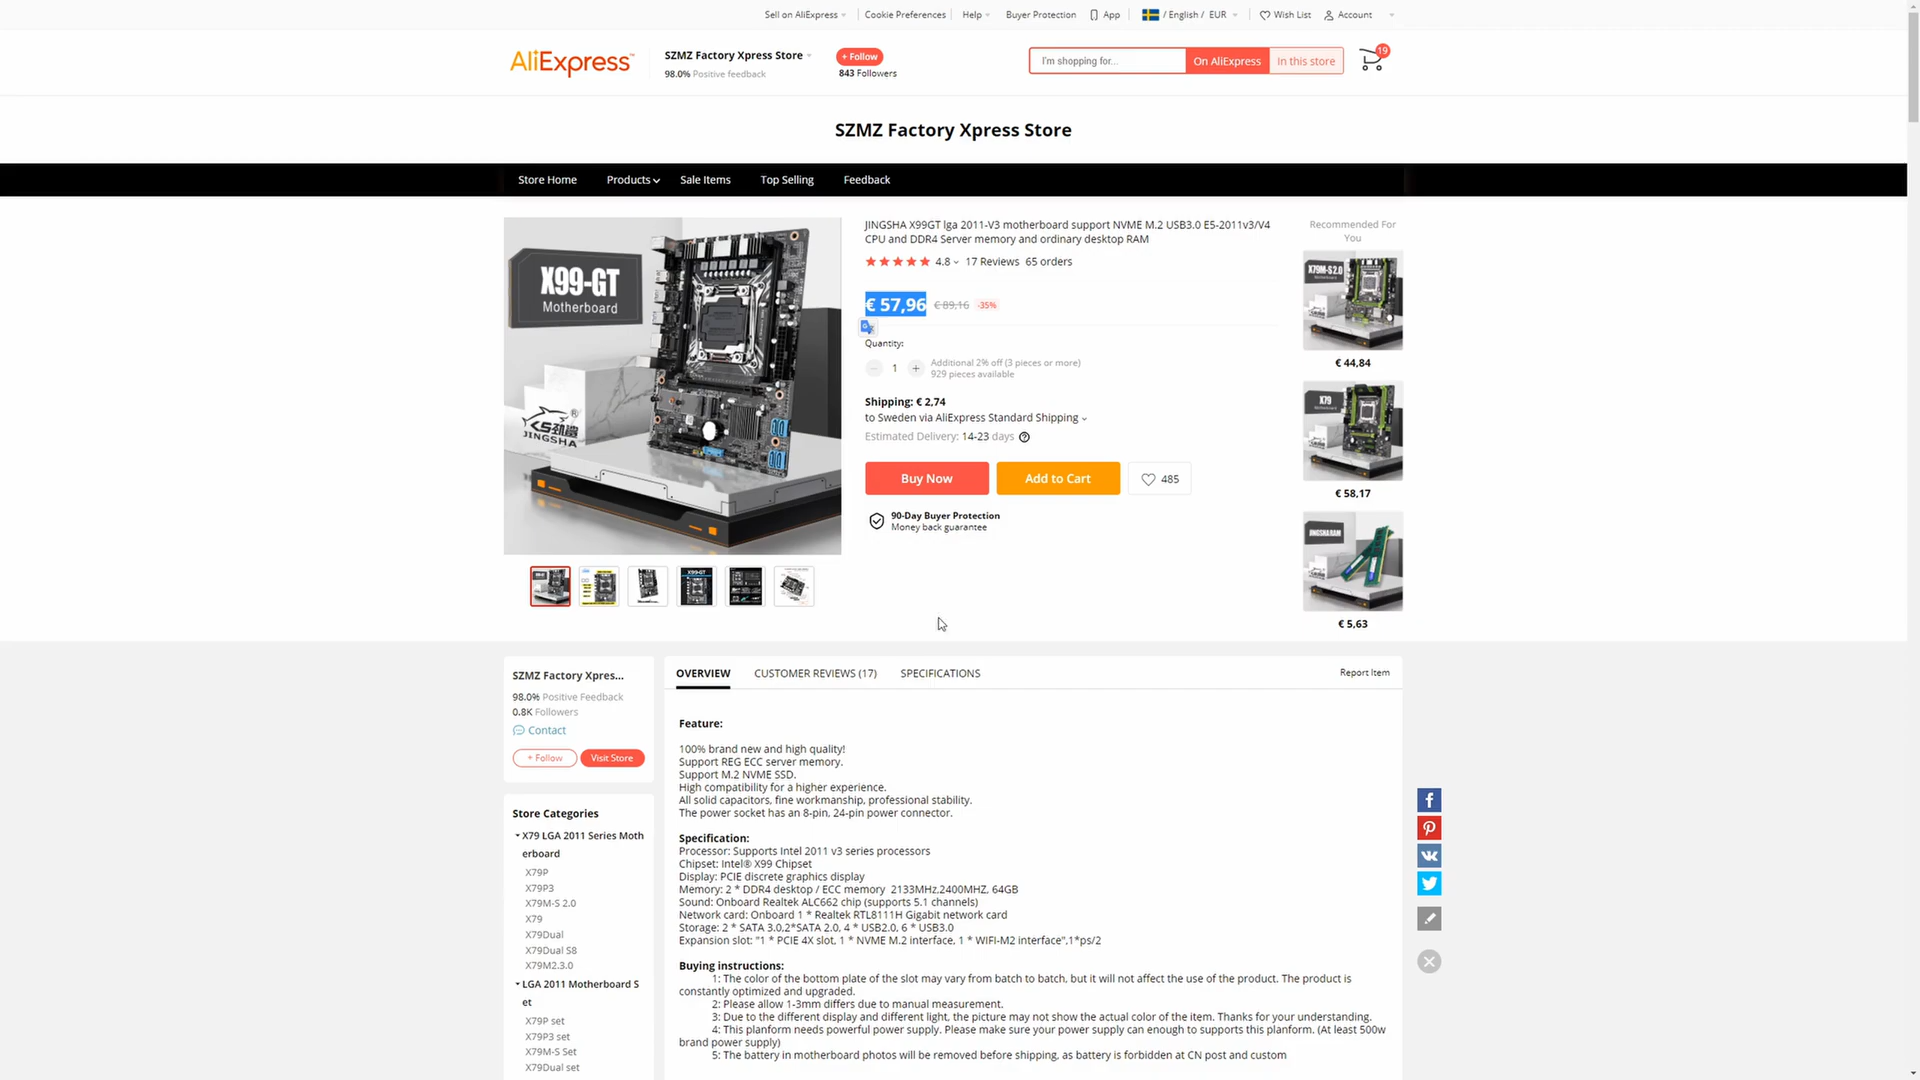 Sell on AliExpress
Cookie Preferences
Help
Buyer Protection
App
/ English / EUR
Wish List
Account
AliExpress™
SZMZ Factory Xpress Store
98.0% Positive feedback
+ Follow
843 Followers
I'm shopping for...
On AliExpress
In this store
19
SZMZ Factory Xpress Store
Store Home
Products
Sale Items
Top Selling
Feedback
X99-GT
Motherboard
JINGSHA
JINGSHA X99GT lga 2011-V3 motherboard support NVME M.2 USB3.0 E5-2011v3/V4
CPU and DDR4 Server memory and ordinary desktop RAM
4.8
17 Reviews
65 orders
€ 57,96
€ 89,16
-35%
Quantity:
1
Additional 2% off (3 pieces or more)
929 pieces available
Shipping: € 2,74
to Sweden via AliExpress Standard Shipping
Estimated Delivery: 14-23 days
Buy Now
Add to Cart
485
90-Day Buyer Protection
Money back guarantee
Recommended For
You
X79M-S2.0
€ 44,84
X79
€ 58,17
JINGSHA RAM
€ 5,63
SZMZ Factory Xpres...
98.0% Positive Feedback
0.8K Followers
Contact
+ Follow
Visit Store
Store Categories
X79 LGA 2011 Series Moth
erboard
X79P
X79P3
X79M-S 2.0
X79
X79Dual
X79Dual S8
X79M2.3.0
LGA 2011 Motherboard S
et
X79P set
X79P3 set
X79M-S Set
X79Dual set
OVERVIEW
CUSTOMER REVIEWS (17)
SPECIFICATIONS
Report Item
Feature:
100% brand new and high quality!
Support REG ECC server memory.
Support M.2 NVME SSD.
High compatibility for a higher experience.
All solid capacitors, fine workmanship, professional stability.
The power socket has an 8-pin, 24-pin power connector.
Specification:
Processor: Supports Intel 2011 v3 series processors
Chipset: Intel® X99 Chipset
Display: PCIE discrete graphics display
Memory: 2 * DDR4 desktop / ECC memory 2133MHz,2400MHZ, 64GB
Sound: Onboard Realtek ALC662 chip (supports 5.1 channels)
Network card: Onboard 1 * Realtek RTL8111H Gigabit network card
Storage: 2 * SATA 3.0,2*SATA 2.0, 4 * USB2.0, 6 * USB3.0
Expansion slot: "1 * PCIE 4X slot, 1 * NVME M.2 interface, 1 * WIFI-M2 interface",1*ps/2
Buying instructions:
1: The color of the bottom plate of the slot may vary from batch to batch, but it will not affect the use of the product. The product is
constantly optimized and upgraded.
2: Please allow 1-3mm differs due to manual measurement.
3: Due to the different display and different light, the picture may not show the actual color of the item. Thanks for your understanding.
4: This planform needs powerful power supply. Please make sure your power supply can enough to supports this planform. (At least 500w
brand power supply)
5: The battery in motherboard photos will be removed before shipping, as battery is forbidden at CN post and custom